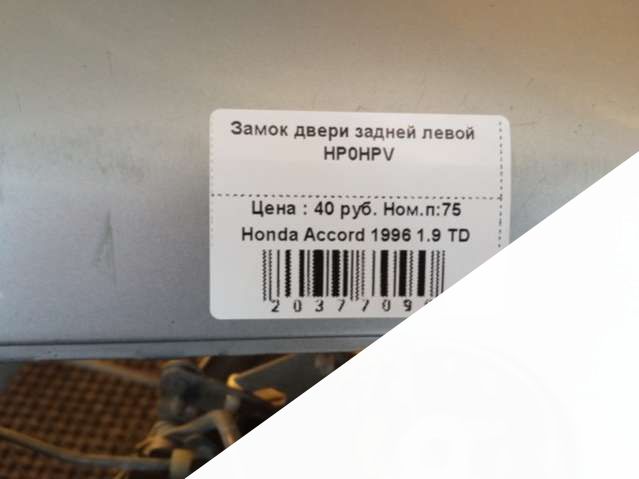 Замок двери задней левой
HP0HPV
Цена : 40 руб. Ном.п:75
Honda Accord 1996 1.9 TD